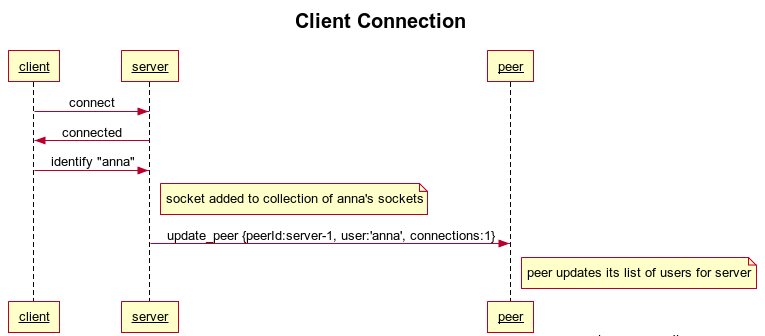 Client Connection
client server peer
connect
connected
identify "anna"
socket added to collection of anna's sockets
update_peer {peerId:server-1, user:'anna', connections:1}
peer updates its list of users for server
client server peer